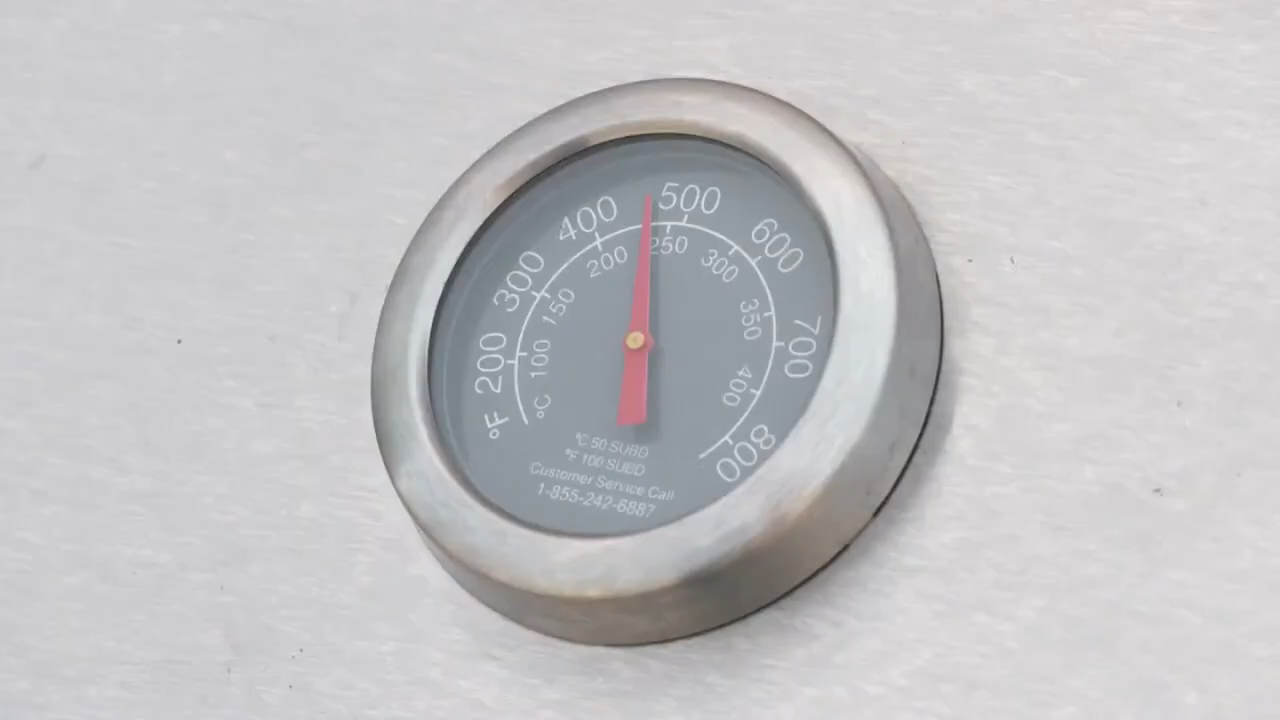 °F 200 300 400 500 600 700 800
°C 100 150 200 250 300 350 400
°C 50 SUBD
°F 100 SUBD
Customer Service Call
1-855-242-6887